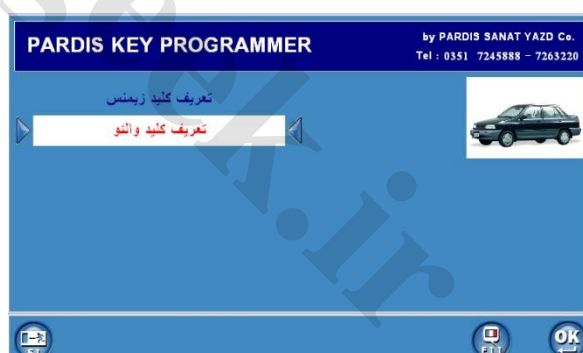 PARDIS KEY PROGRAMMER
by PARDIS SANAT YAZD Co.
Tel : 0351 7245888 - 7263220
تعریف کلید زیمنس
تعریف کلید والئو
OK
F11